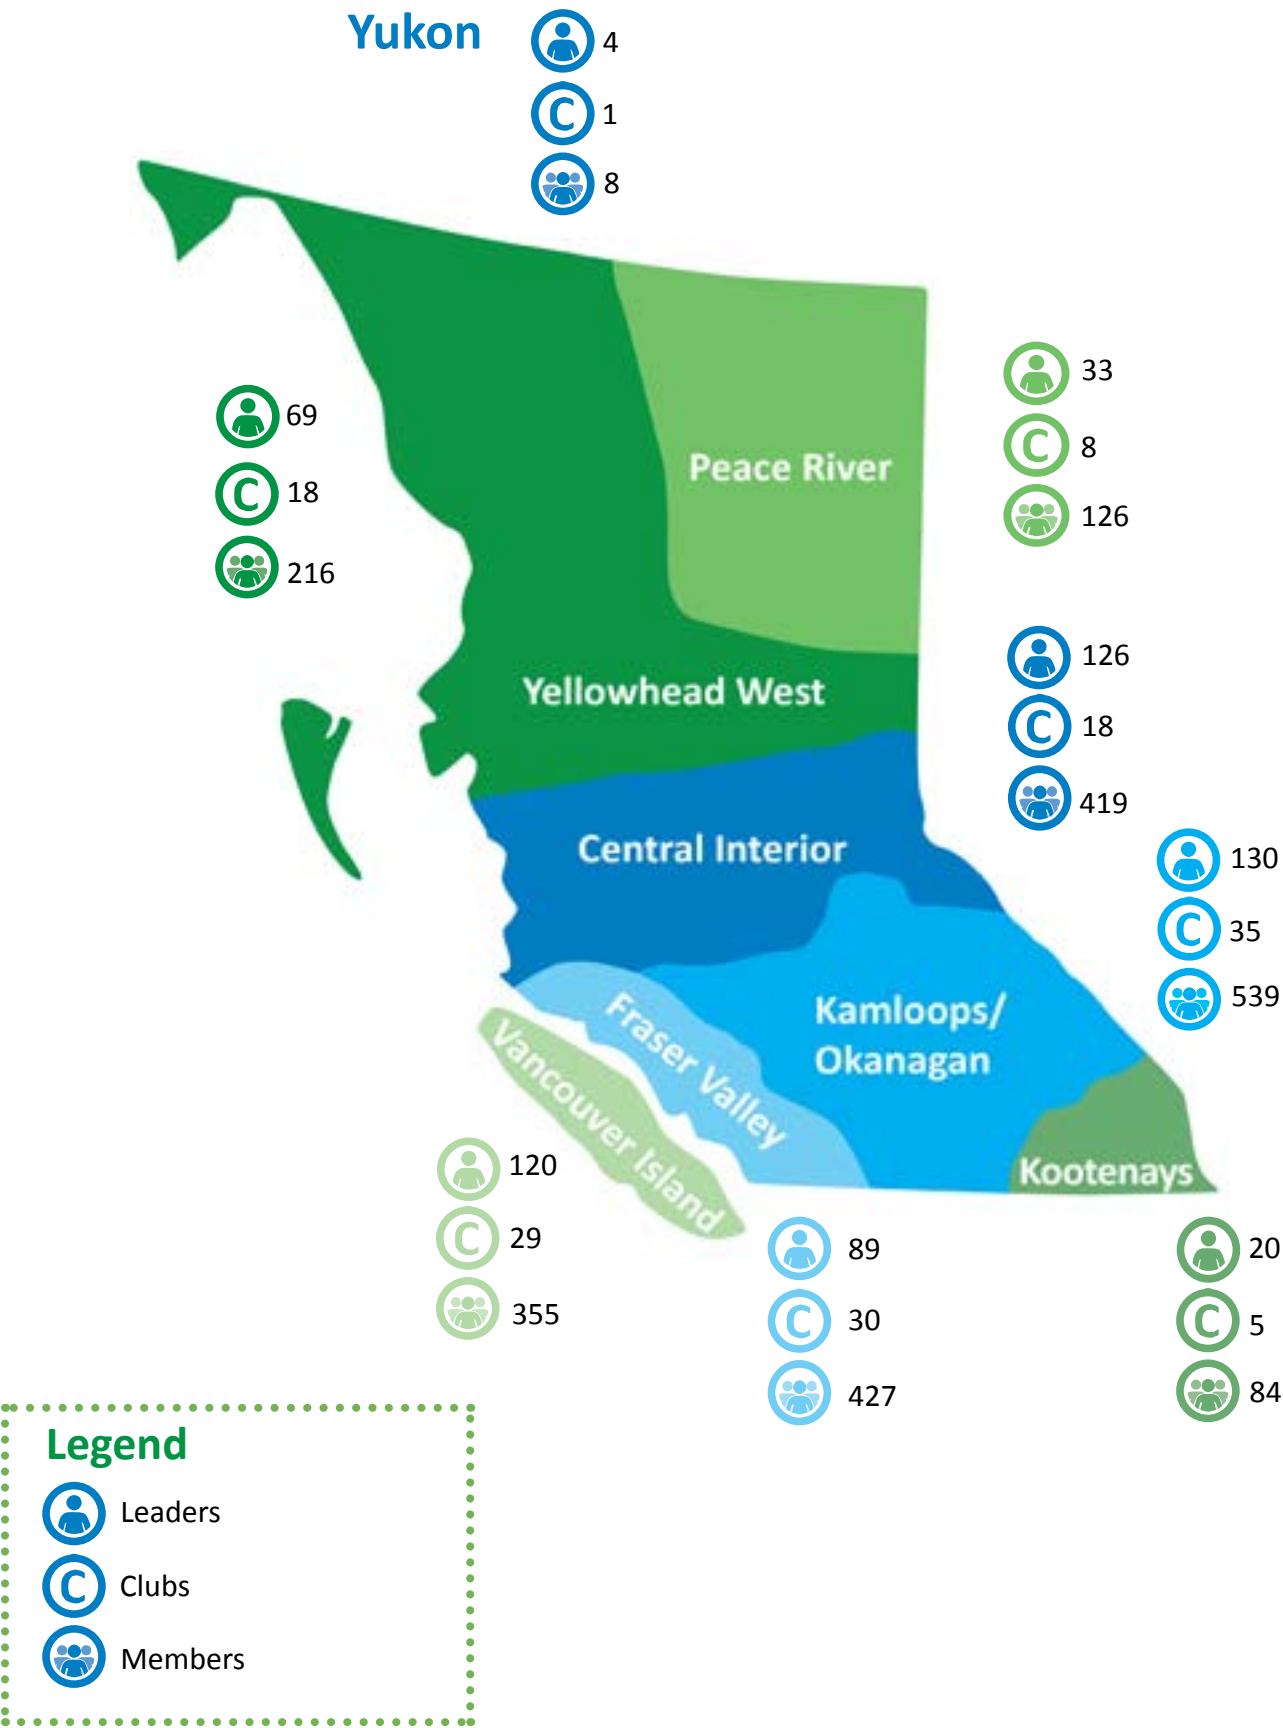 Yukon
4
C 1
8
69
C 18
216
33
C 8
126
Peace River
Yellowhead West
126
C 18
419
Central Interior
130
C 35
539
Kamloops/
Okanagan
Fraser Valley
Vancouver Island
Kootenays
120
C 29
355
89
C 30
427
20
C 5
84
Legend
Leaders
C Clubs
Members